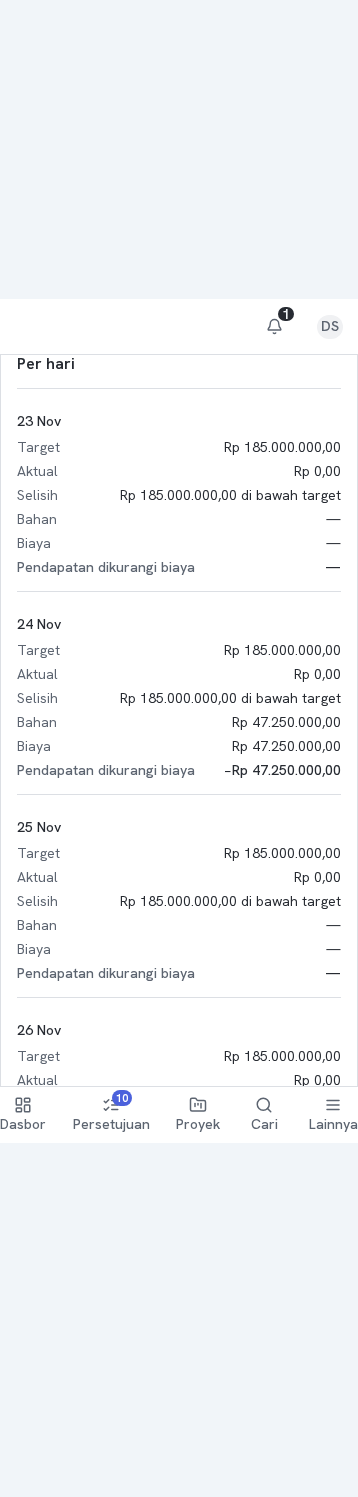 1
DS
Per hari
23 Nov
Target Rp 185.000.000,00
Aktual Rp 0,00
Selisih Rp 185.000.000,00 di bawah target
Bahan —
Biaya —
Pendapatan dikurangi biaya —
24 Nov
Target Rp 185.000.000,00
Aktual Rp 0,00
Selisih Rp 185.000.000,00 di bawah target
Bahan Rp 47.250.000,00
Biaya Rp 47.250.000,00
Pendapatan dikurangi biaya −Rp 47.250.000,00
25 Nov
Target Rp 185.000.000,00
Aktual Rp 0,00
Selisih Rp 185.000.000,00 di bawah target
Bahan —
Biaya —
Pendapatan dikurangi biaya —
26 Nov
Target Rp 185.000.000,00
Aktual Rp 0,00
10
Dasbor Persetujuan Proyek Cari Lainnya